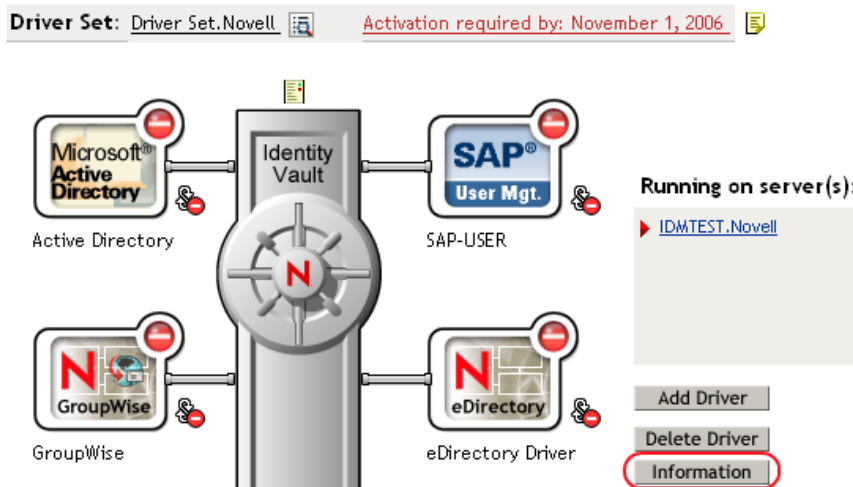 Driver Set: Driver Set.Novell Activation required by: November 1, 2006
Microsoft®
Active
Directory
Active Directory
Identity
Vault
N
SAP®
User Mgt.
SAP-USER
Running on server(s):
IDMTEST.Novell
N
GroupWise
GroupWise
N
eDirectory
eDirectory Driver
Add Driver
Delete Driver
Information